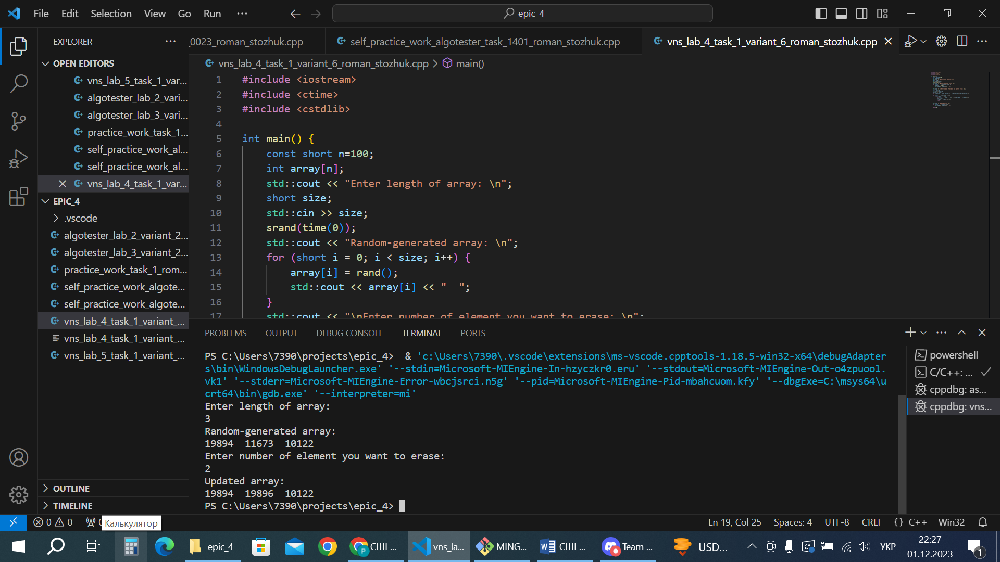 File Edit Selection View Go Run ···
epic_4
EXPLORER ···
0023_roman_stozhuk.cpp
self_practice_work_algotester_task_1401_roman_stozhuk.cpp
vns_lab_4_task_1_variant_6_roman_stozhuk.cpp
OPEN EDITORS
vns_lab_5_task_1_var...
algotester_lab_2_vari...
algotester_lab_3_vari...
practice_work_task_1...
self_practice_work_al...
self_practice_work_al...
vns_lab_4_task_1_var...
EPIC_4
.vscode
algotester_lab_2_variant_2...
algotester_lab_3_variant_2...
practice_work_task_1_rom...
self_practice_work_algote...
self_practice_work_algote...
vns_lab_4_task_1_variant_...
vns_lab_4_task_1_variant_...
vns_lab_5_task_1_variant_...
OUTLINE
TIMELINE
vns_lab_4_task_1_variant_6_roman_stozhuk.cpp > main()
1 #include <iostream>
2 #include <ctime>
3 #include <cstdlib>
4
5 int main() {
6 const short n=100;
7 int array[n];
8 std::cout << "Enter length of array: \n";
9 short size;
10 std::cin >> size;
11 srand(time(0));
12 std::cout << "Random-generated array: \n";
13 for (short i = 0; i < size; i++) {
14 array[i] = rand();
15 std::cout << array[i] << "  ";
16 }
17 std::cout << "\nEnter number of element you want to erase: \n";
PROBLEMS OUTPUT DEBUG CONSOLE TERMINAL PORTS
PS C:\Users\7390\projects\epic_4>  & 'c:\Users\7390\.vscode\extensions\ms-vscode.cpptools-1.18.5-win32-x64\debugAdapter
s\bin\WindowsDebugLauncher.exe' '--stdin=Microsoft-MIEngine-In-hzyczkr0.eru' '--stdout=Microsoft-MIEngine-Out-o4zpuool.
vk1' '--stderr=Microsoft-MIEngine-Error-wbcjsrci.n5g' '--pid=Microsoft-MIEngine-Pid-mbahcuom.kfy' '--dbgExe=C:\msys64\u
crt64\bin\gdb.exe' '--interpreter=mi'
Enter length of array:
3
Random-generated array:
19894  11673  10122
Enter number of element you want to erase:
2
Updated array:
19894  19896  10122
PS C:\Users\7390\projects\epic_4>
powershell
C/C++: ...
cppdbg: as...
cppdbg: vns...
0 0 0
Калькулятор
Ln 19, Col 25 Spaces: 4 UTF-8 CRLF {} C++ Win32
epic_4
СШІ ...
vns_la...
MING...
СШІ ...
Team ...
USD...
УКР
22:27
01.12.2023
1